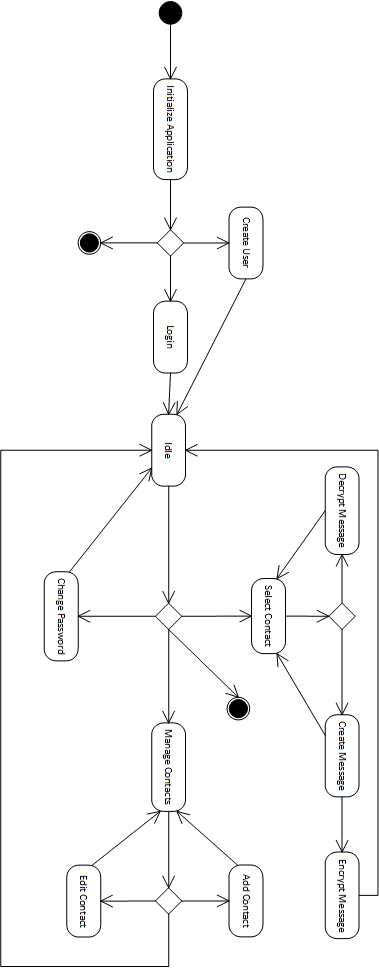 Initialize Application
Create User
Login
Idle
Decrypt Message
Select Contact
Change Password
Create Message
Manage Contacts
Encrypt Message
Add Contact
Edit Contact